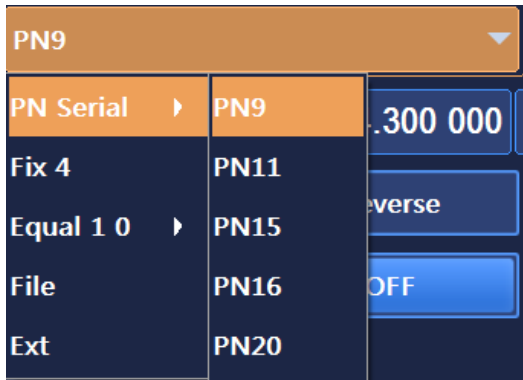 PN9
PN Serial
Fix 4
Equal 1 0
File
Ext
PN9
PN11
PN15
PN16
PN20
.300 000
everse
OFF